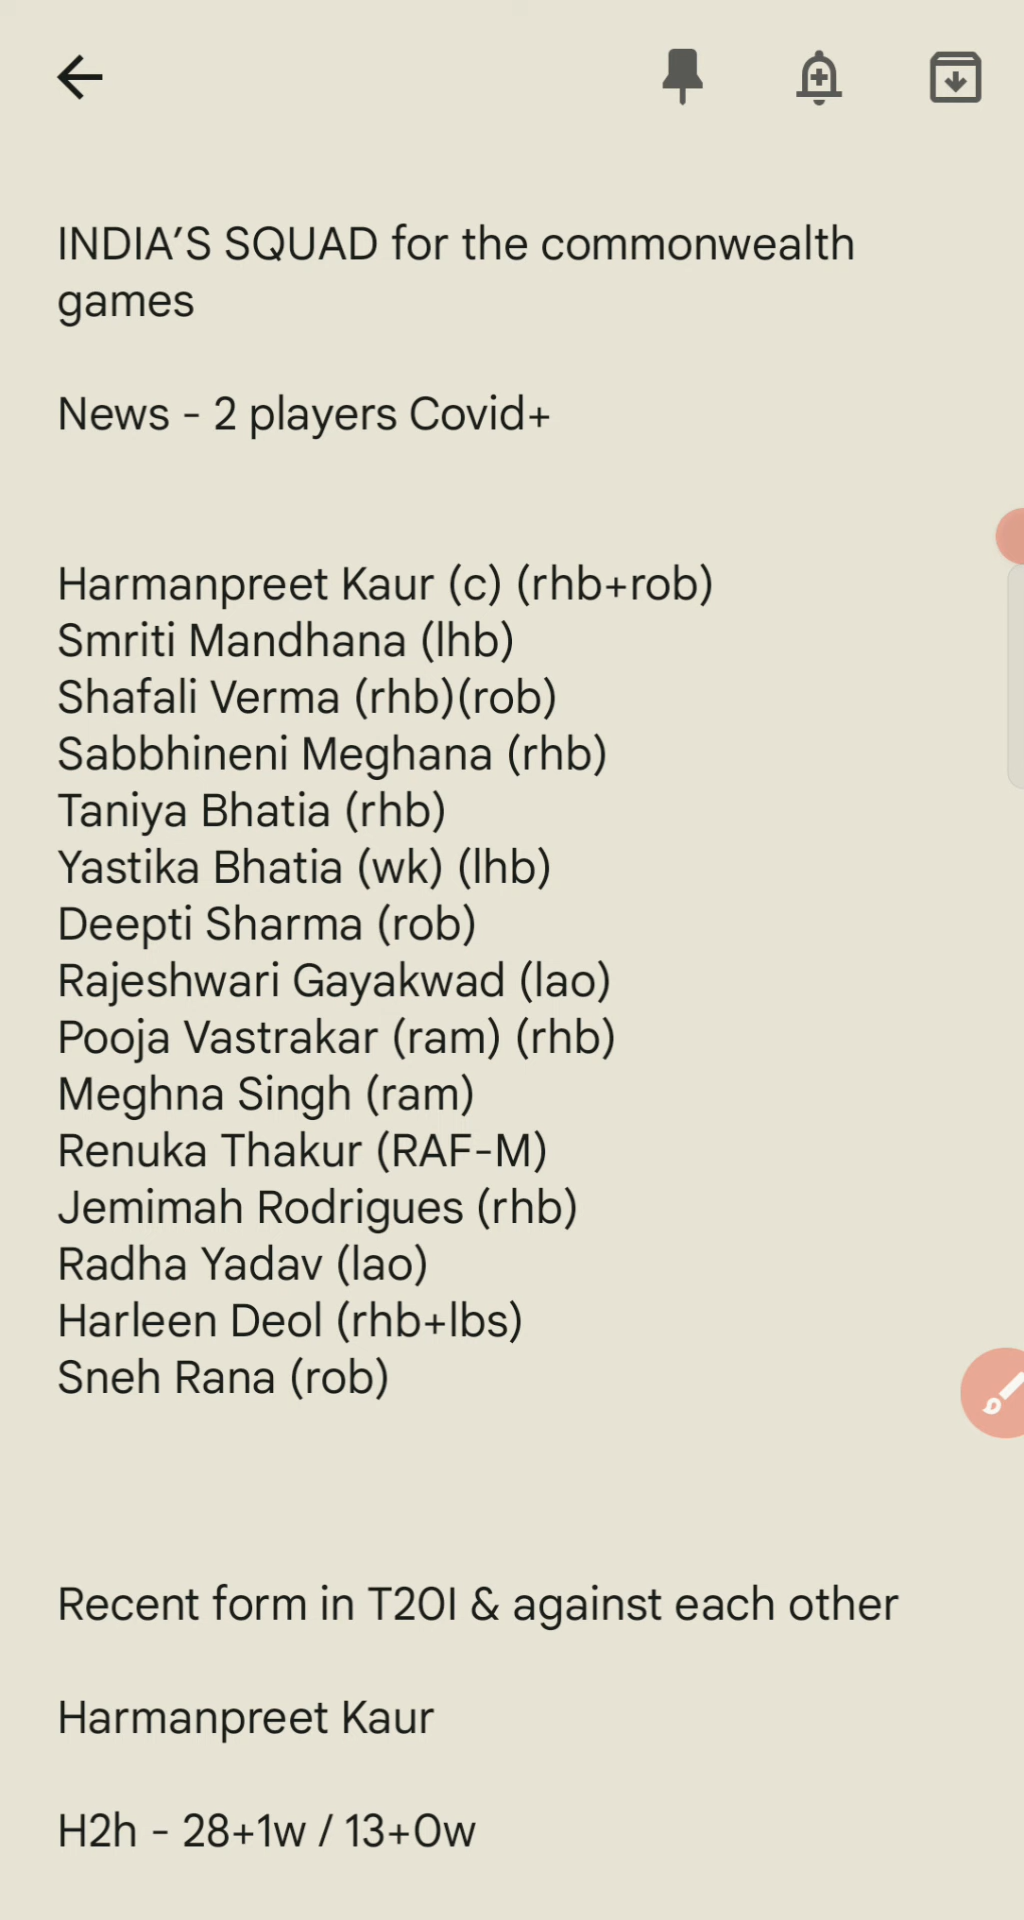 INDIA’S SQUAD for the commonwealth
games
News - 2 players Covid+
Harmanpreet Kaur (c) (rhb+rob)
Smriti Mandhana (lhb)
Shafali Verma (rhb)(rob)
Sabbhineni Meghana (rhb)
Taniya Bhatia (rhb)
Yastika Bhatia (wk) (lhb)
Deepti Sharma (rob)
Rajeshwari Gayakwad (lao)
Pooja Vastrakar (ram) (rhb)
Meghna Singh (ram)
Renuka Thakur (RAF-M)
Jemimah Rodrigues (rhb)
Radha Yadav (lao)
Harleen Deol (rhb+lbs)
Sneh Rana (rob)
Recent form in T20I & against each other
Harmanpreet Kaur
H2h - 28+1w / 13+0w